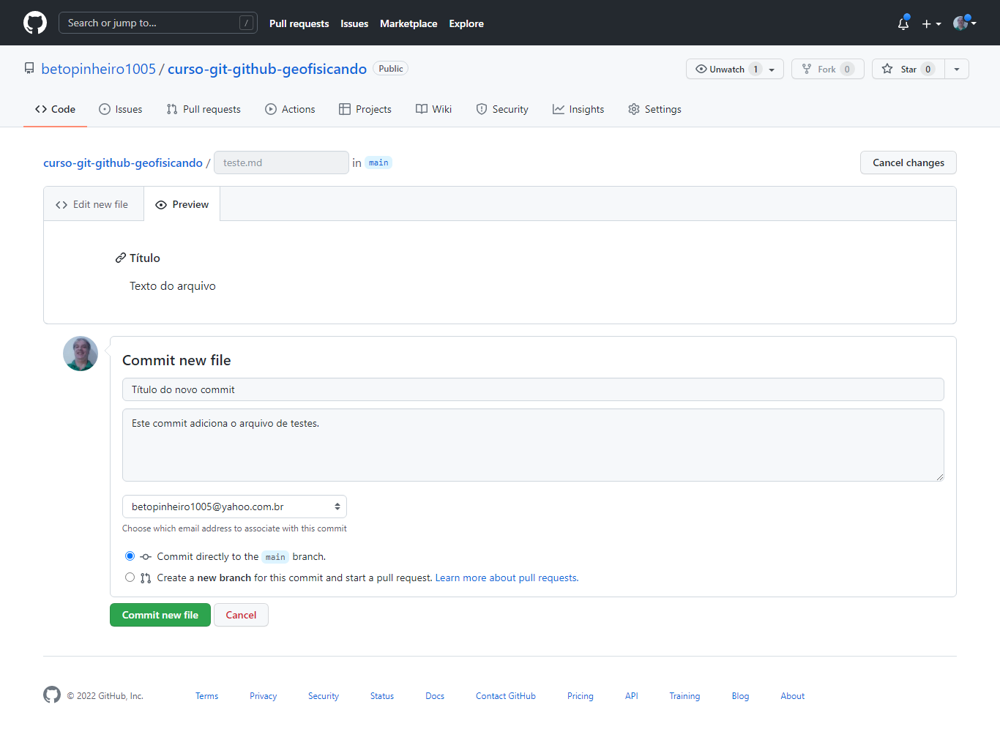 Search or jump to... /
Pull requests Issues Marketplace Explore
betopinheiro1005 / curso-git-github-geofisicando Public
Unwatch 1 Fork 0 Star 0
Code Issues Pull requests Actions Projects Wiki Security Insights Settings
curso-git-github-geofisicando / teste.md in main Cancel changes
Edit new file Preview
Título
Texto do arquivo
Commit new file
Título do novo commit
Este commit adiciona o arquivo de testes.
betopinheiro1005@yahoo.com.br
Choose which email address to associate with this commit
Commit directly to the main branch.
Create a new branch for this commit and start a pull request. Learn more about pull requests.
Commit new file Cancel
© 2022 GitHub, Inc. Terms Privacy Security Status Docs Contact GitHub Pricing API Training Blog About